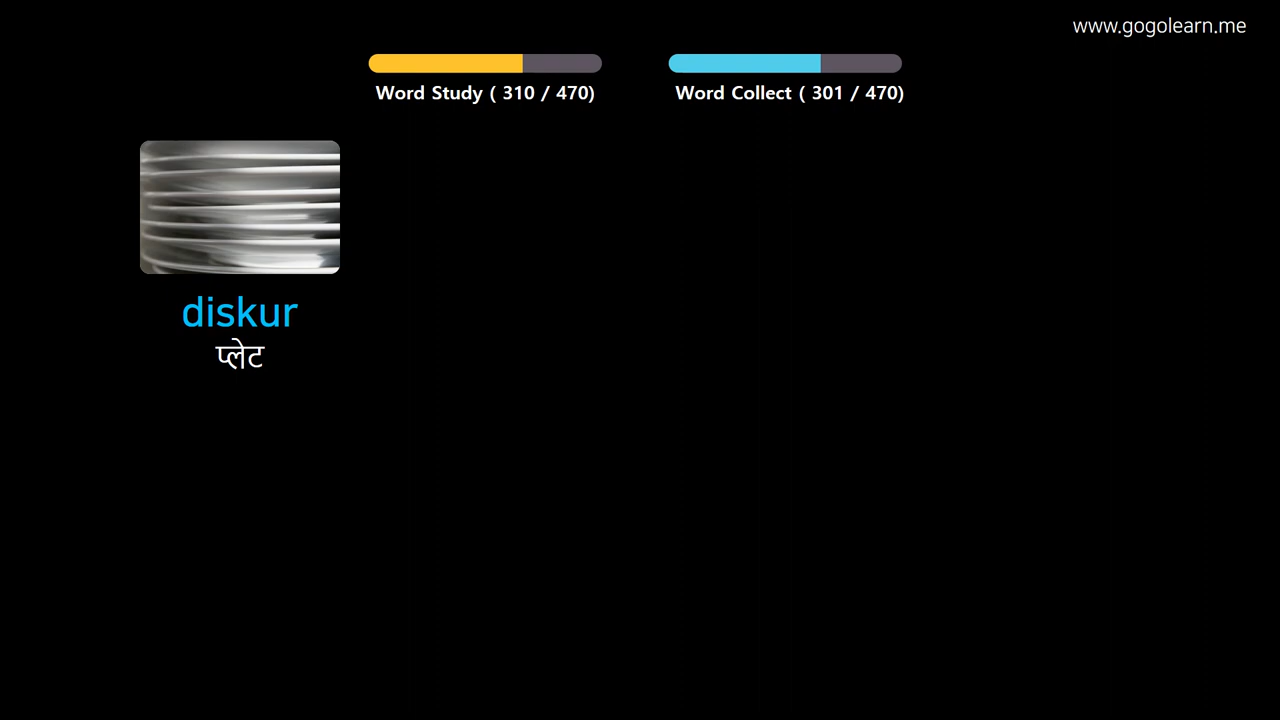 www.gogolearn.me
Word Study ( 310 / 470)
Word Collect ( 301 / 470)
diskur
प्लेट